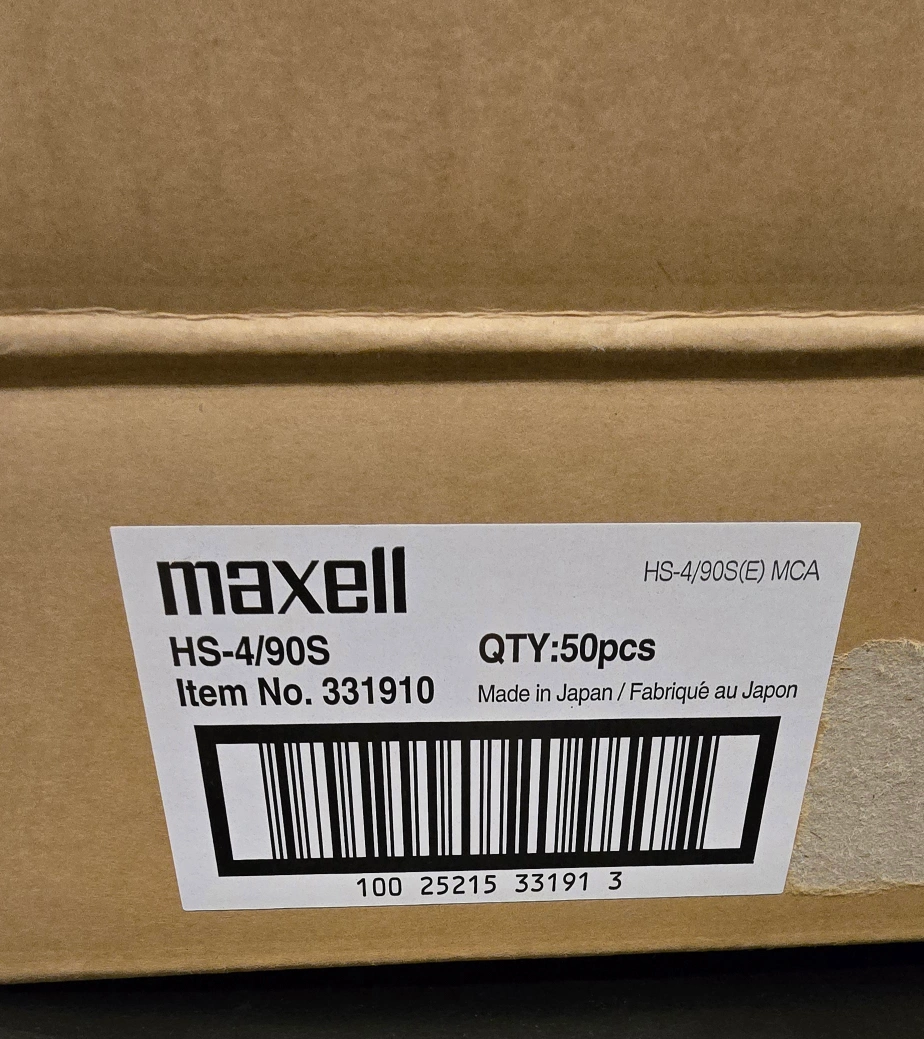 maxell
HS-4/90S(E) MCA
HS-4/90S
QTY:50pcs
Item No. 331910
Made in Japan / Fabriqué au Japon
100 25215 33191 3